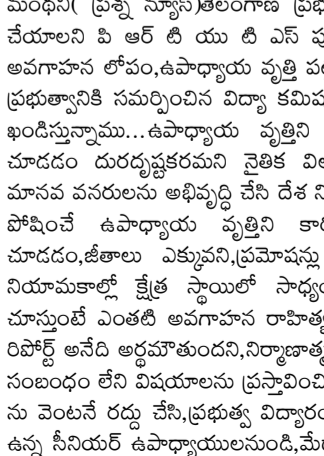 మంథని( ప్రశ్న న్యూస్)తెలంగాణ ప్రభ
చేయాలని పి ఆర్ టి యు టి ఎస్ పు
అవగాహన లోపం,ఉపాధ్యాయ వృత్తి పల
ప్రభుత్వానికి సమర్పించిన విద్యా కమిష
ఖండిస్తున్నాము...ఉపాధ్యాయ వృత్తిని
చూడడం దురదృష్టకరమని నైతిక విల
మానవ వనరులను అభివృద్ధి చేసి దేశ ని
పోషించే ఉపాధ్యాయ వృత్తిని కార
చూడడం,జీతాలు ఎక్కువని,ప్రమోషన్లు
నియామకాల్లో క్షేత్ర స్థాయిలో సాధ్య
చూస్తుంటే ఎంతటి అవగాహన రాహిత్య
రిపోర్ట్ అనేది అర్థమౌతుందని,నిర్మాణాత్మ
సంబంధం లేని విషయాలను ప్రస్తావించి
ను వెంటనే రద్దు చేసి,ప్రభుత్వ విద్యారం
ఉన్న సీనియర్ ఉపాధ్యాయులనుండి,మే